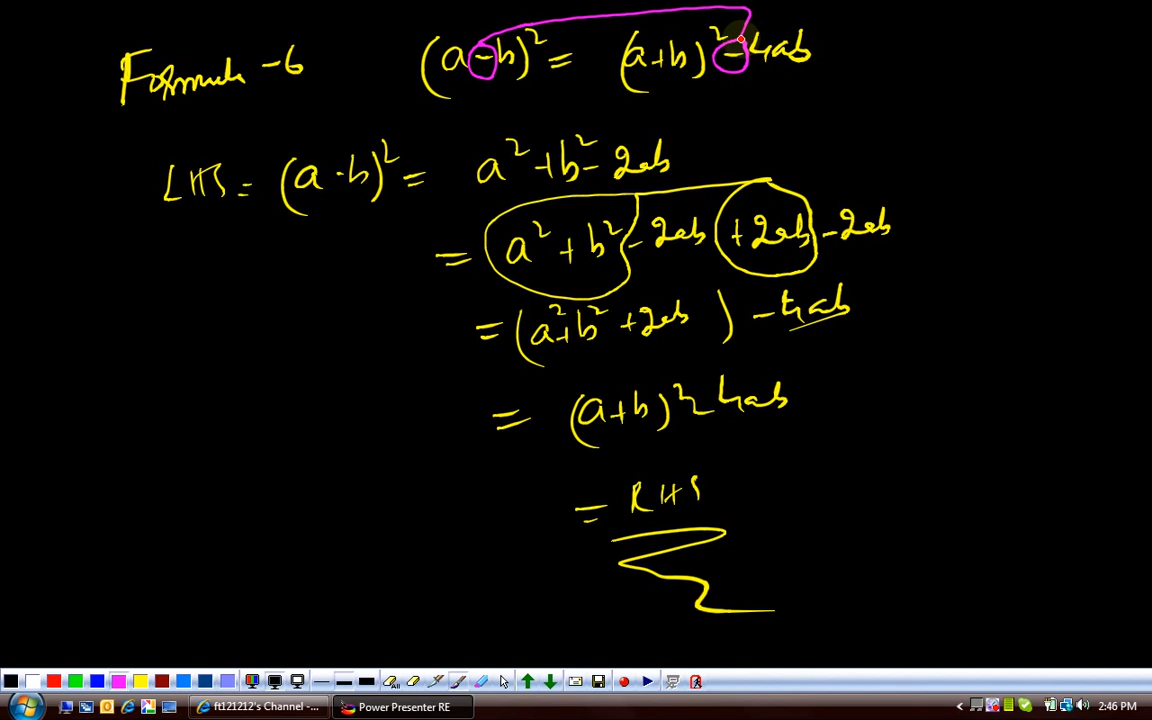 Formula -6 (a-b)² = (a+b)² -4ab
LHS = (a-b)² = a²+b²-2ab
= a²+b²-2ab +2ab -2ab
= (a²+b²+2ab) -4ab
= (a+b)²-4ab
= RHS
ft121212's Channel -... Power Presenter RE 2:46 PM